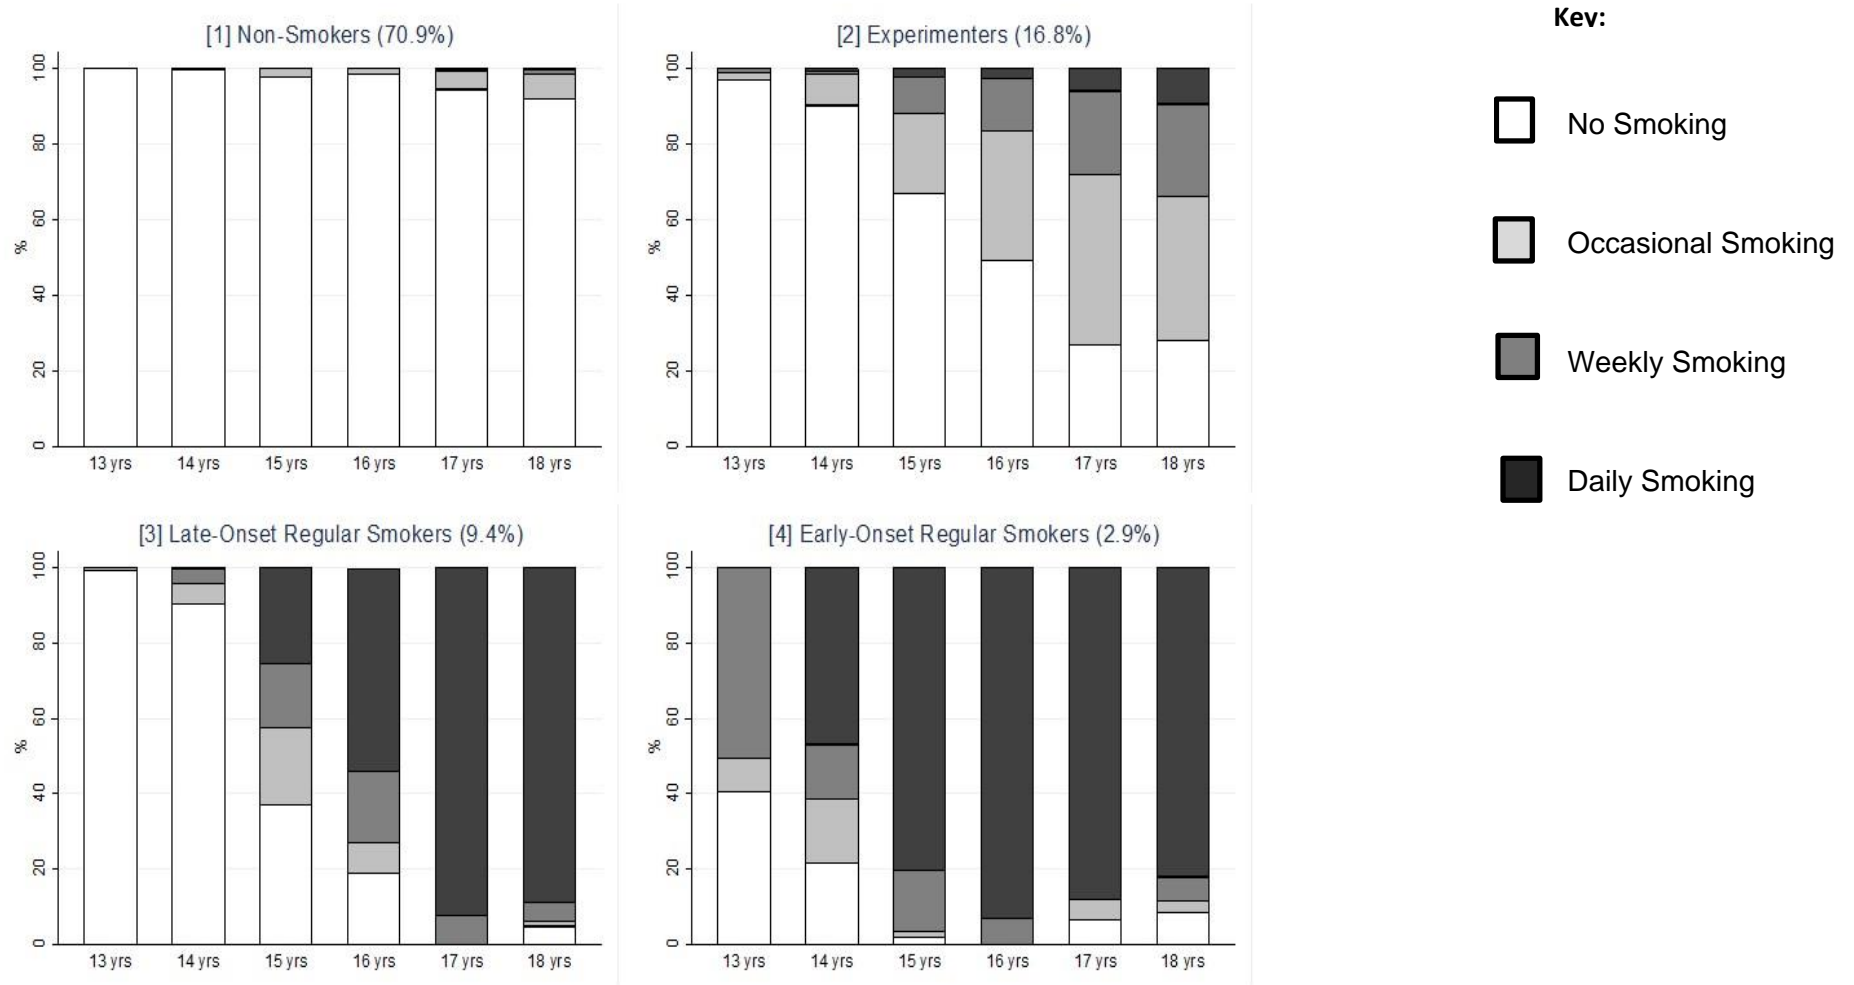 [1] Non-Smokers (70.9%)
100
80
60
40
20
0
%
13 yrs 14 yrs 15 yrs 16 yrs 17 yrs 18 yrs
[2] Experimenters (16.8%)
100
80
60
40
20
0
%
13 yrs 14 yrs 15 yrs 16 yrs 17 yrs 18 yrs
[3] Late-Onset Regular Smokers (9.4%)
100
80
60
40
20
0
%
13 yrs 14 yrs 15 yrs 16 yrs 17 yrs 18 yrs
[4] Early-Onset Regular Smokers (2.9%)
100
80
60
40
20
0
%
13 yrs 14 yrs 15 yrs 16 yrs 17 yrs 18 yrs
Key:
No Smoking
Occasional Smoking
Weekly Smoking
Daily Smoking